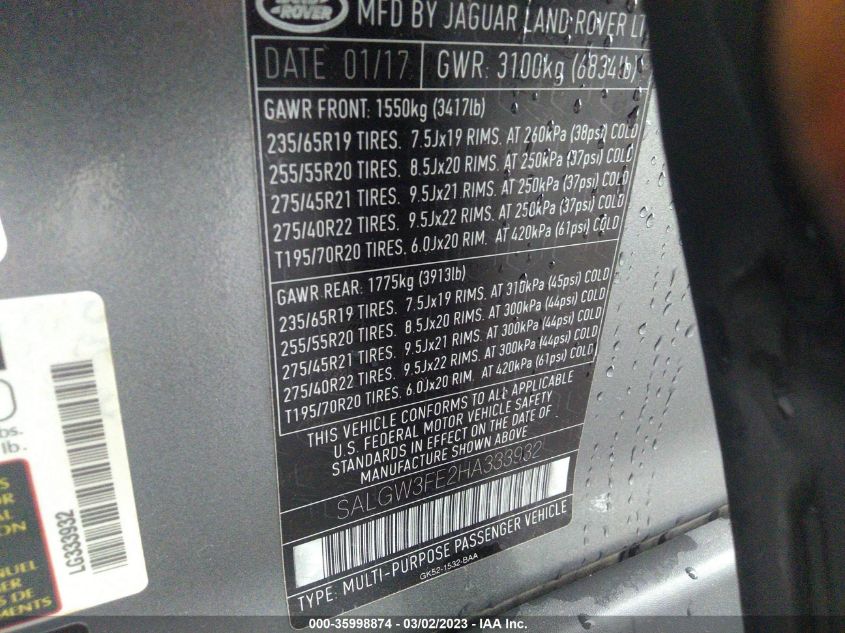 ROVER
MFD BY JAGUAR LAND ROVER
DATE 01/17 GWR: 3100kg (6834lb)
GAWR FRONT: 1550kg (3417lb)
235/65R19 TIRES. 7.5Jx19 RIMS. AT 260kPa (38psi) COLD
255/55R20 TIRES. 8.5Jx20 RIMS. AT 250kPa (37psi) COLD
275/45R21 TIRES. 9.5Jx21 RIMS. AT 250kPa (37psi) COLD
275/40R22 TIRES. 9.5Jx22 RIMS. AT 250kPa (37psi) COLD
T195/70R20 TIRES. 6.0Jx20 RIM. AT 420kPa (61psi) COLD
GAWR REAR: 1775kg (3913lb)
235/65R19 TIRES. 7.5Jx19 RIMS. AT 310kPa (45psi) COLD
255/55R20 TIRES. 8.5Jx20 RIMS. AT 300kPa (44psi) COLD
275/45R21 TIRES. 9.5Jx21 RIMS. AT 300kPa (44psi) COLD
275/40R22 TIRES. 9.5Jx22 RIMS. AT 300kPa (44psi) COLD
T195/70R20 TIRES. 6.0Jx20 RIM. AT 420kPa (61psi) COLD
THIS VEHICLE CONFORMS TO ALL APPLICABLE
U.S. FEDERAL MOTOR VEHICLE SAFETY
STANDARDS IN EFFECT ON THE DATE OF
MANUFACTURE SHOWN ABOVE
SALGW3FE2HA333932
TYPE: MULTI-PURPOSE PASSENGER VEHICLE
GK52-1532-BAA
lb.
LG333932
000-35998874 / 03/02/2023 / IAA Inc.